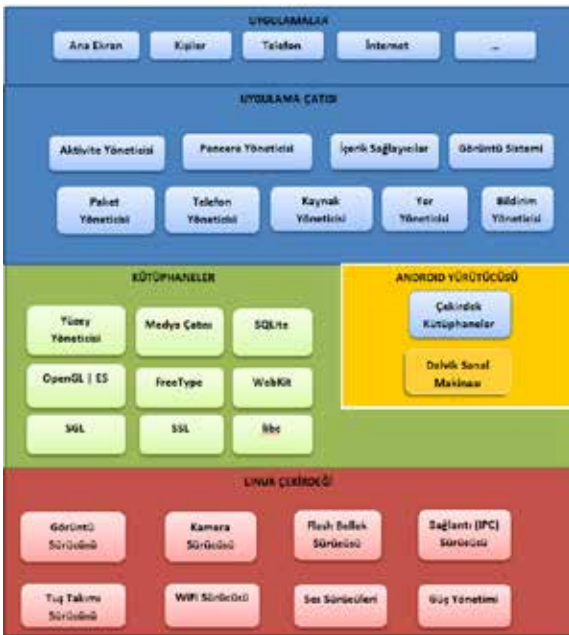 UYGULAMALAR
Ana Ekran
Kişiler
Telefon
İnternet
...
UYGULAMA ÇATISI
Aktivite Yöneticisi
Pencere Yöneticisi
İçerik Sağlayıcılar
Görüntü Sistemi
Paket
Yöneticisi
Telefon
Yöneticisi
Kaynak
Yöneticisi
Yer
Yöneticisi
Bildirim
Yöneticisi
KÜTÜPHANELER
Yüzey
Yöneticisi
Medya Çatısı
SQLite
OpenGL | ES
FreeType
WebKit
SGL
SSL
libc
ANDROID YÜRÜTÜCÜSÜ
Çekirdek
Kütüphaneler
Dalvik Sanal
Makinası
LINUX ÇEKİRDEĞİ
Görüntü
Sürücüsü
Kamera
Sürücüsü
Flash Bellek
Sürücüsü
Bağlantı (IPC)
Sürücüsü
Tuş Takımı
Sürücüsü
WiFi Sürücüsü
Ses Sürücüleri
Güç Yönetimi